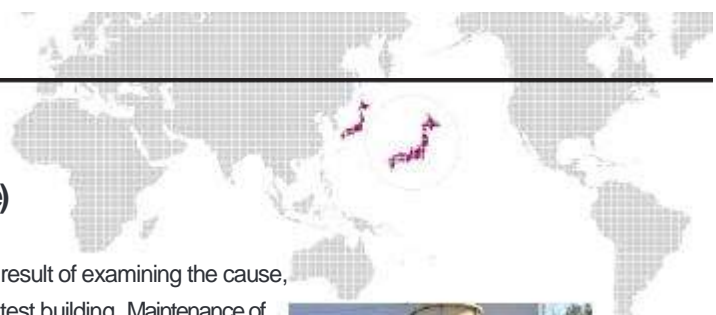 )
result of examining the cause,
test building. Maintenance of